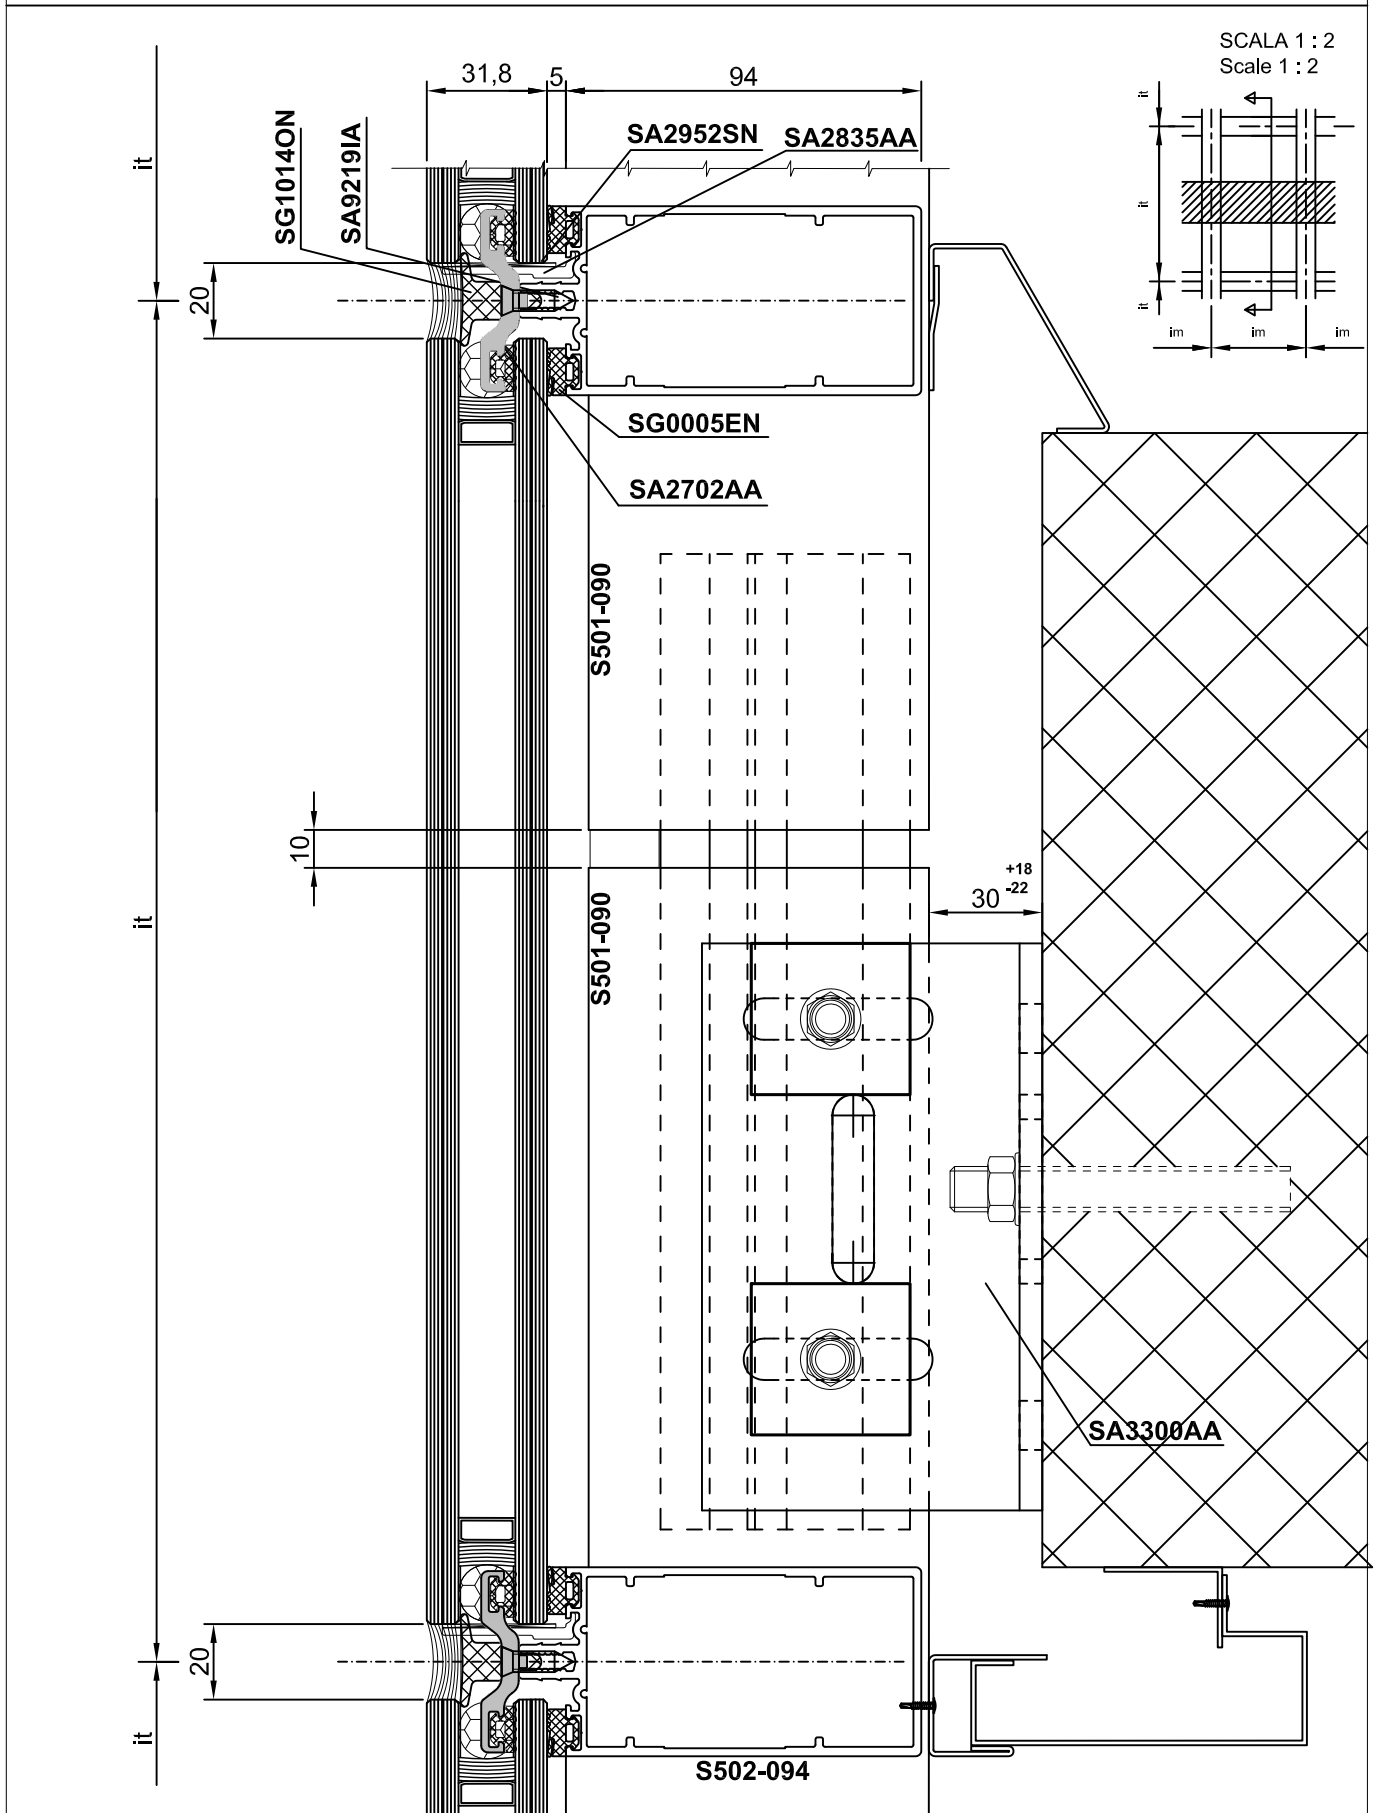 SCALA 1 : 2
Scale 1 : 2
31,8
5
94
SG1014ON
SA9219IA
SA2952SN
SA2835AA
it
it
it
it
im
im
im
20
SG0005EN
SA2702AA
S501-090
10
it
S501-090
30 +18 -22
SA3300AA
20
it
S502-094